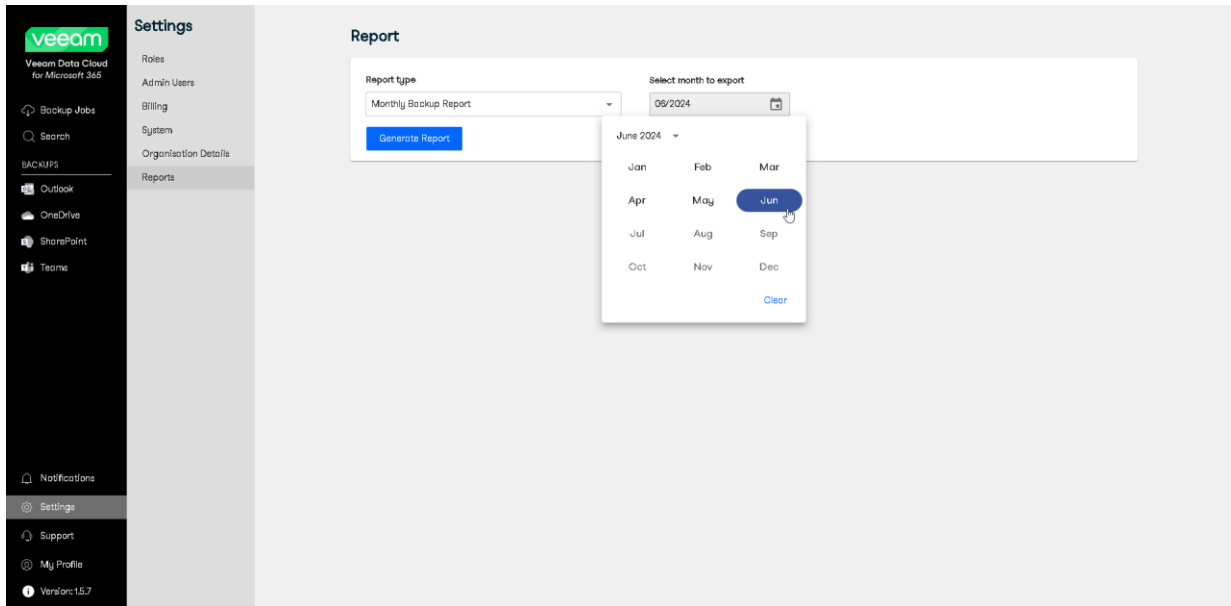 veeam
Veeam Data Cloud
for Microsoft 365
Backup Jobs
Search
BACKUPS
Outlook
OneDrive
SharePoint
Teams
Notifications
Settings
Support
My Profile
Version: 1.5.7
Settings
Roles
Admin Users
Billing
System
Organisation Details
Reports
Report
Report type
Select month to export
Monthly Backup Report
06/2024
Generate Report
June 2024
Jan Feb Mar
Apr May Jun
Jul Aug Sep
Oct Nov Dec
Clear